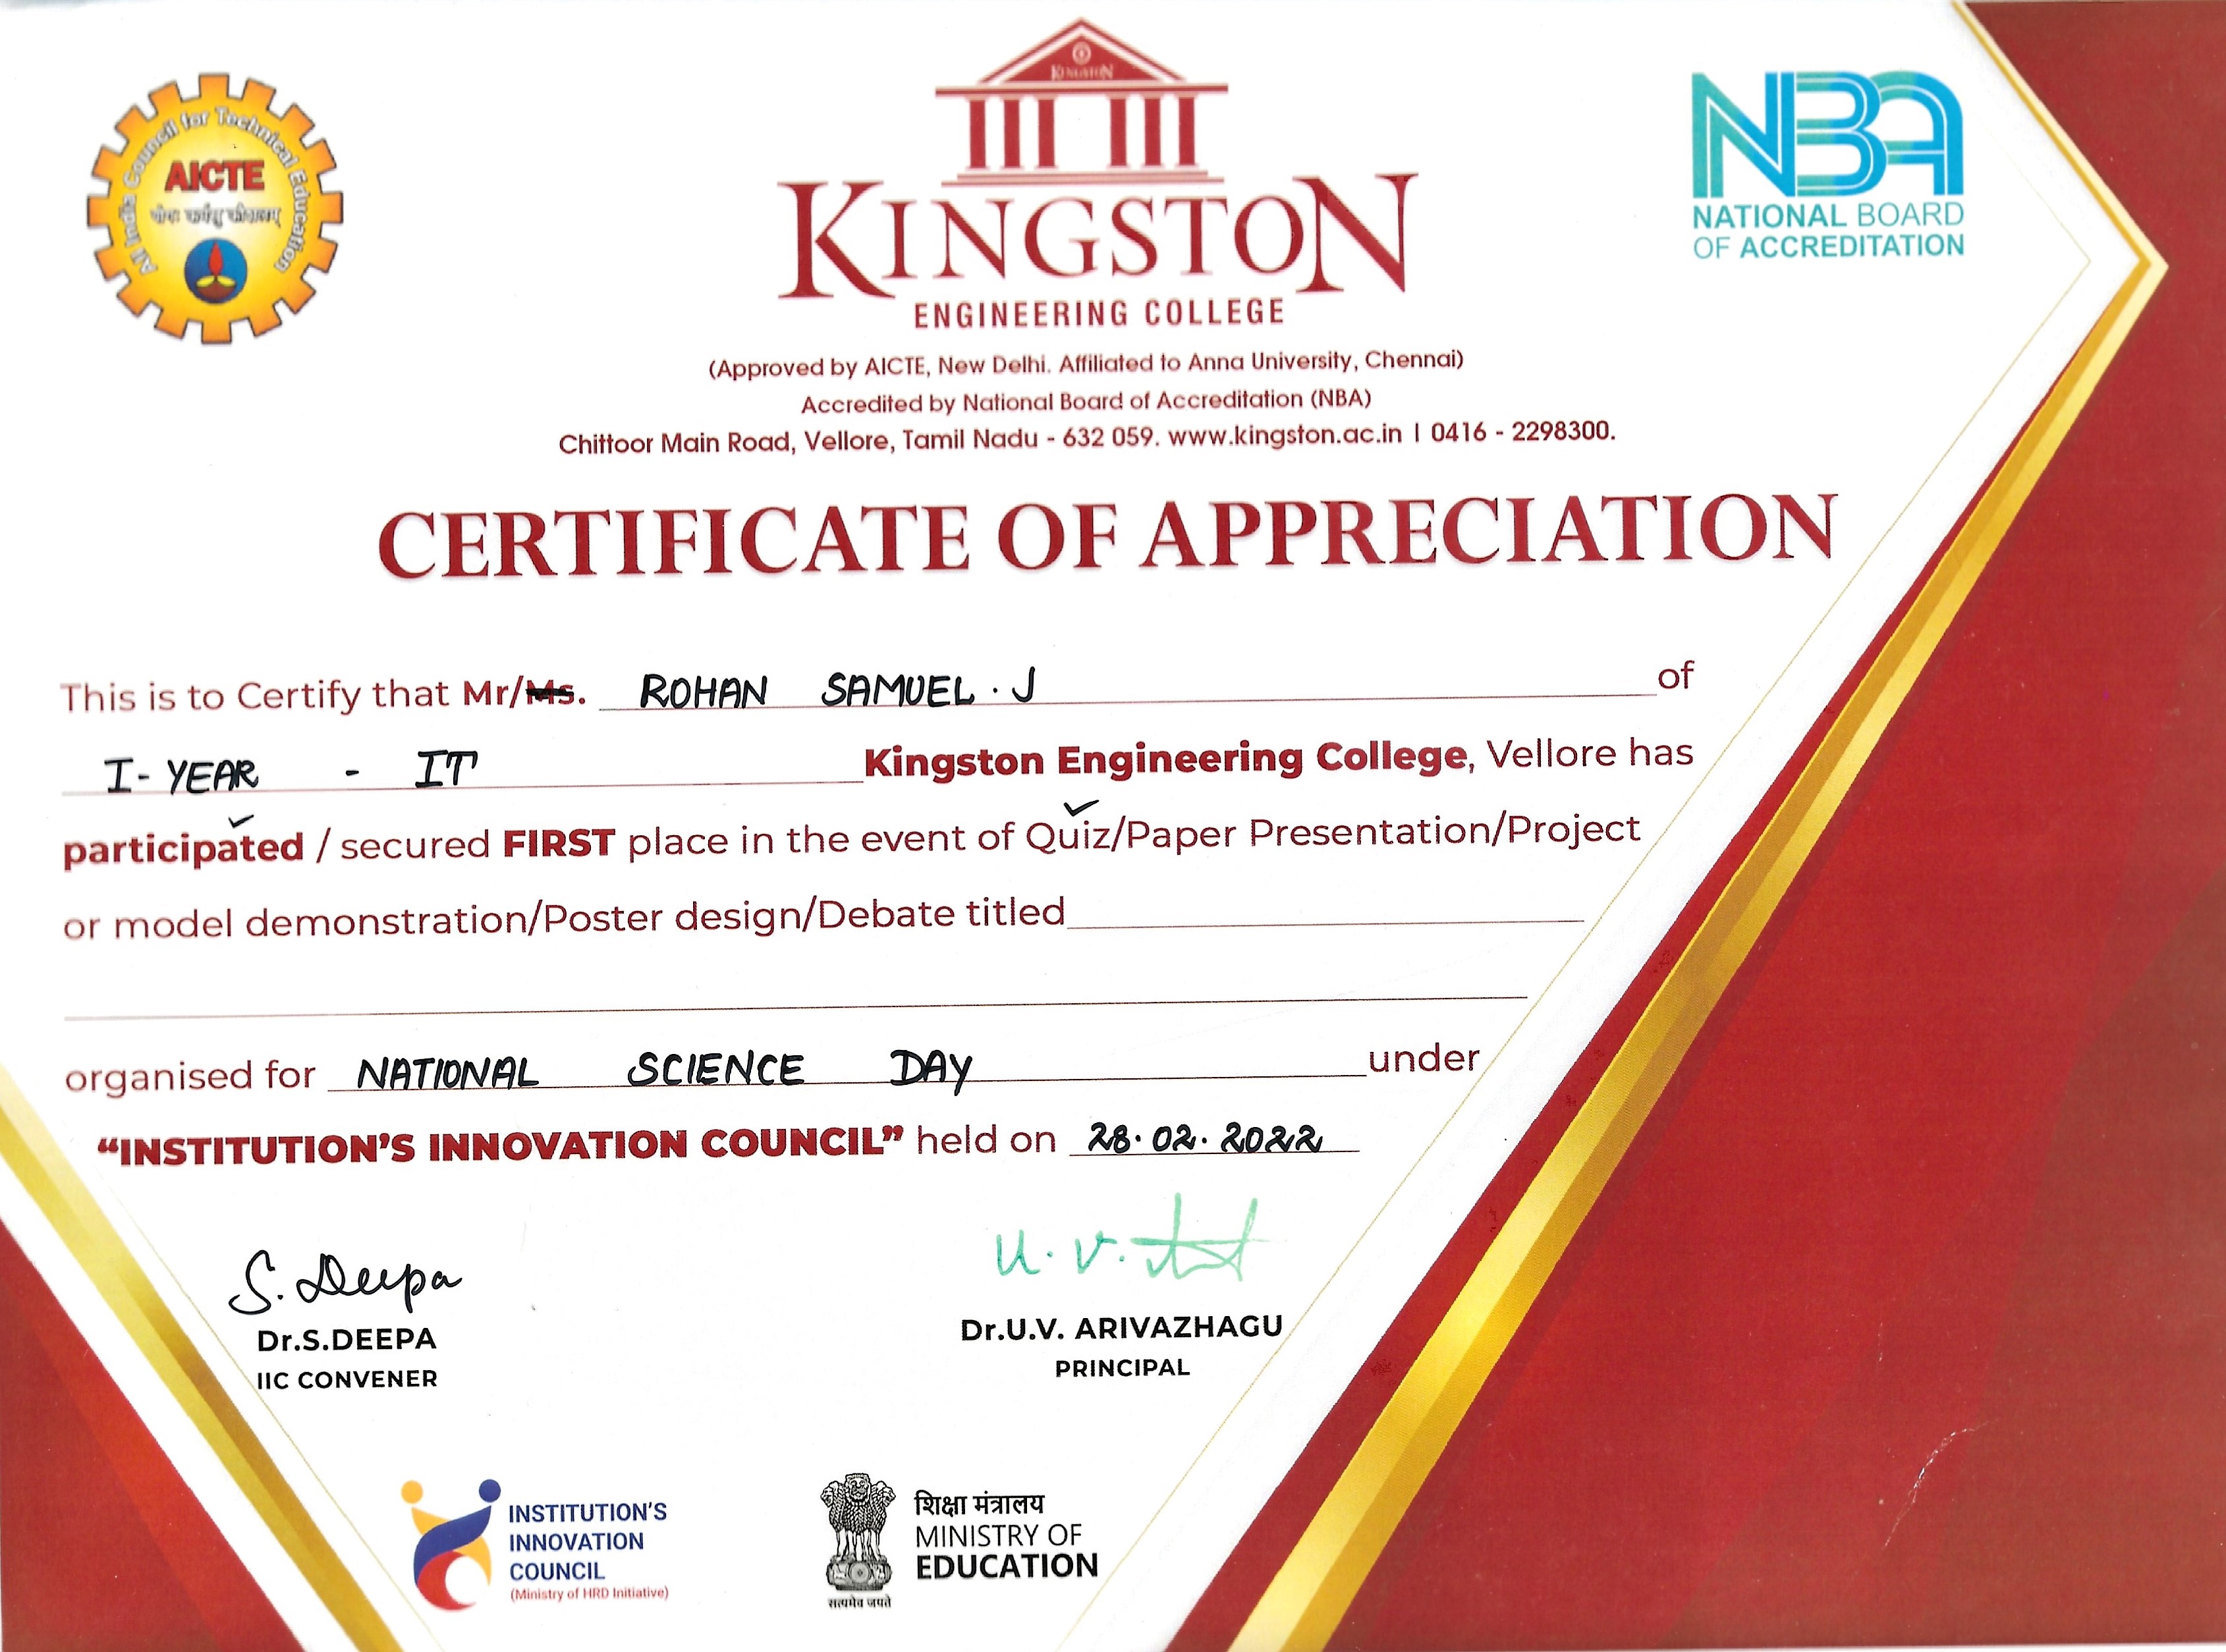 All India Council for Technical Education
AICTE
योगः कर्मसु कौशलम्
KINGSTON
KINGSTON
ENGINEERING COLLEGE
NBA
NATIONAL BOARD
OF ACCREDITATION
(Approved by AICTE, New Delhi. Affiliated to Anna University, Chennai)
Accredited by National Board of Accreditation (NBA)
Chittoor Main Road, Vellore, Tamil Nadu - 632 059. www.kingston.ac.in | 0416 - 2298300.
CERTIFICATE OF APPRECIATION
This is to Certify that Mr/Ms. ROHAN SAMUEL . J of
I - YEAR - IT Kingston Engineering College, Vellore has
participated / secured FIRST place in the event of Quiz/Paper Presentation/Project
or model demonstration/Poster design/Debate titled
organised for NATIONAL SCIENCE DAY under
“INSTITUTION’S INNOVATION COUNCIL” held on 28.02.2022
S. Deepa
U.V.
Dr.S.DEEPA
IIC CONVENER
Dr.U.V. ARIVAZHAGU
PRINCIPAL
INSTITUTION'S
INNOVATION
COUNCIL
(Ministry of HRD Initiative)
शिक्षा मंत्रालय
MINISTRY OF
EDUCATION
सत्यमेव जयते